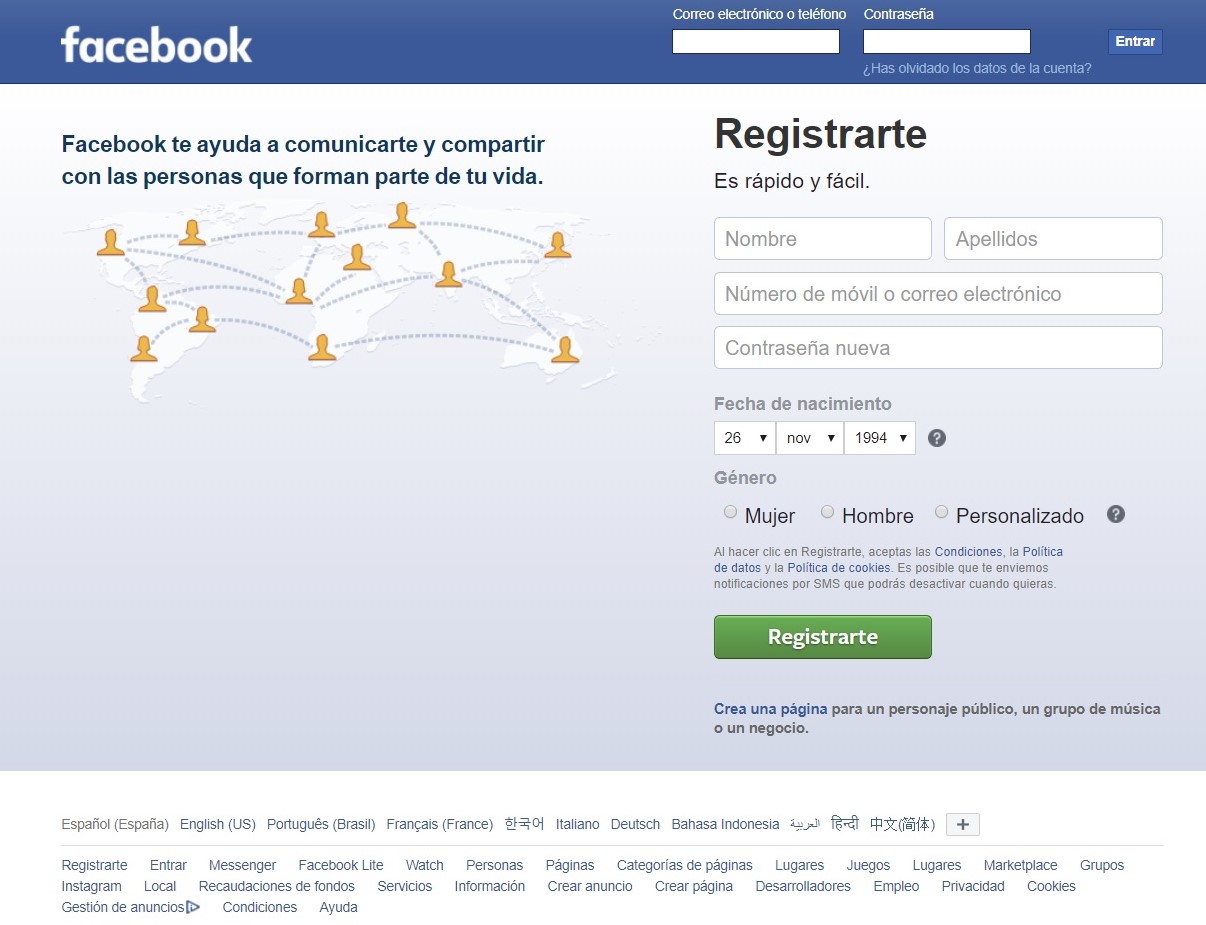 facebook
Correo electrónico o teléfono
Contraseña
Entrar
¿Has olvidado los datos de la cuenta?
Facebook te ayuda a comunicarte y compartir
con las personas que forman parte de tu vida.
Registrarte
Es rápido y fácil.
Nombre
Apellidos
Número de móvil o correo electrónico
Contraseña nueva
Fecha de nacimiento
26 nov 1994 ?
Género
Mujer Hombre Personalizado ?
Al hacer clic en Registrarte, aceptas las Condiciones, la Política
de datos y la Política de cookies. Es posible que te enviemos
notificaciones por SMS que podrás desactivar cuando quieras.
Registrarte
Crea una página para un personaje público, un grupo de música
o un negocio.
Español (España) English (US) Português (Brasil) Français (France) 한국어 Italiano Deutsch Bahasa Indonesia العربية हिन्दी 中文(简体) +
Registrarte Entrar Messenger Facebook Lite Watch Personas Páginas Categorías de páginas Lugares Juegos Lugares Marketplace Grupos
Instagram Local Recaudaciones de fondos Servicios Información Crear anuncio Crear página Desarrolladores Empleo Privacidad Cookies
Gestión de anuncios Condiciones Ayuda